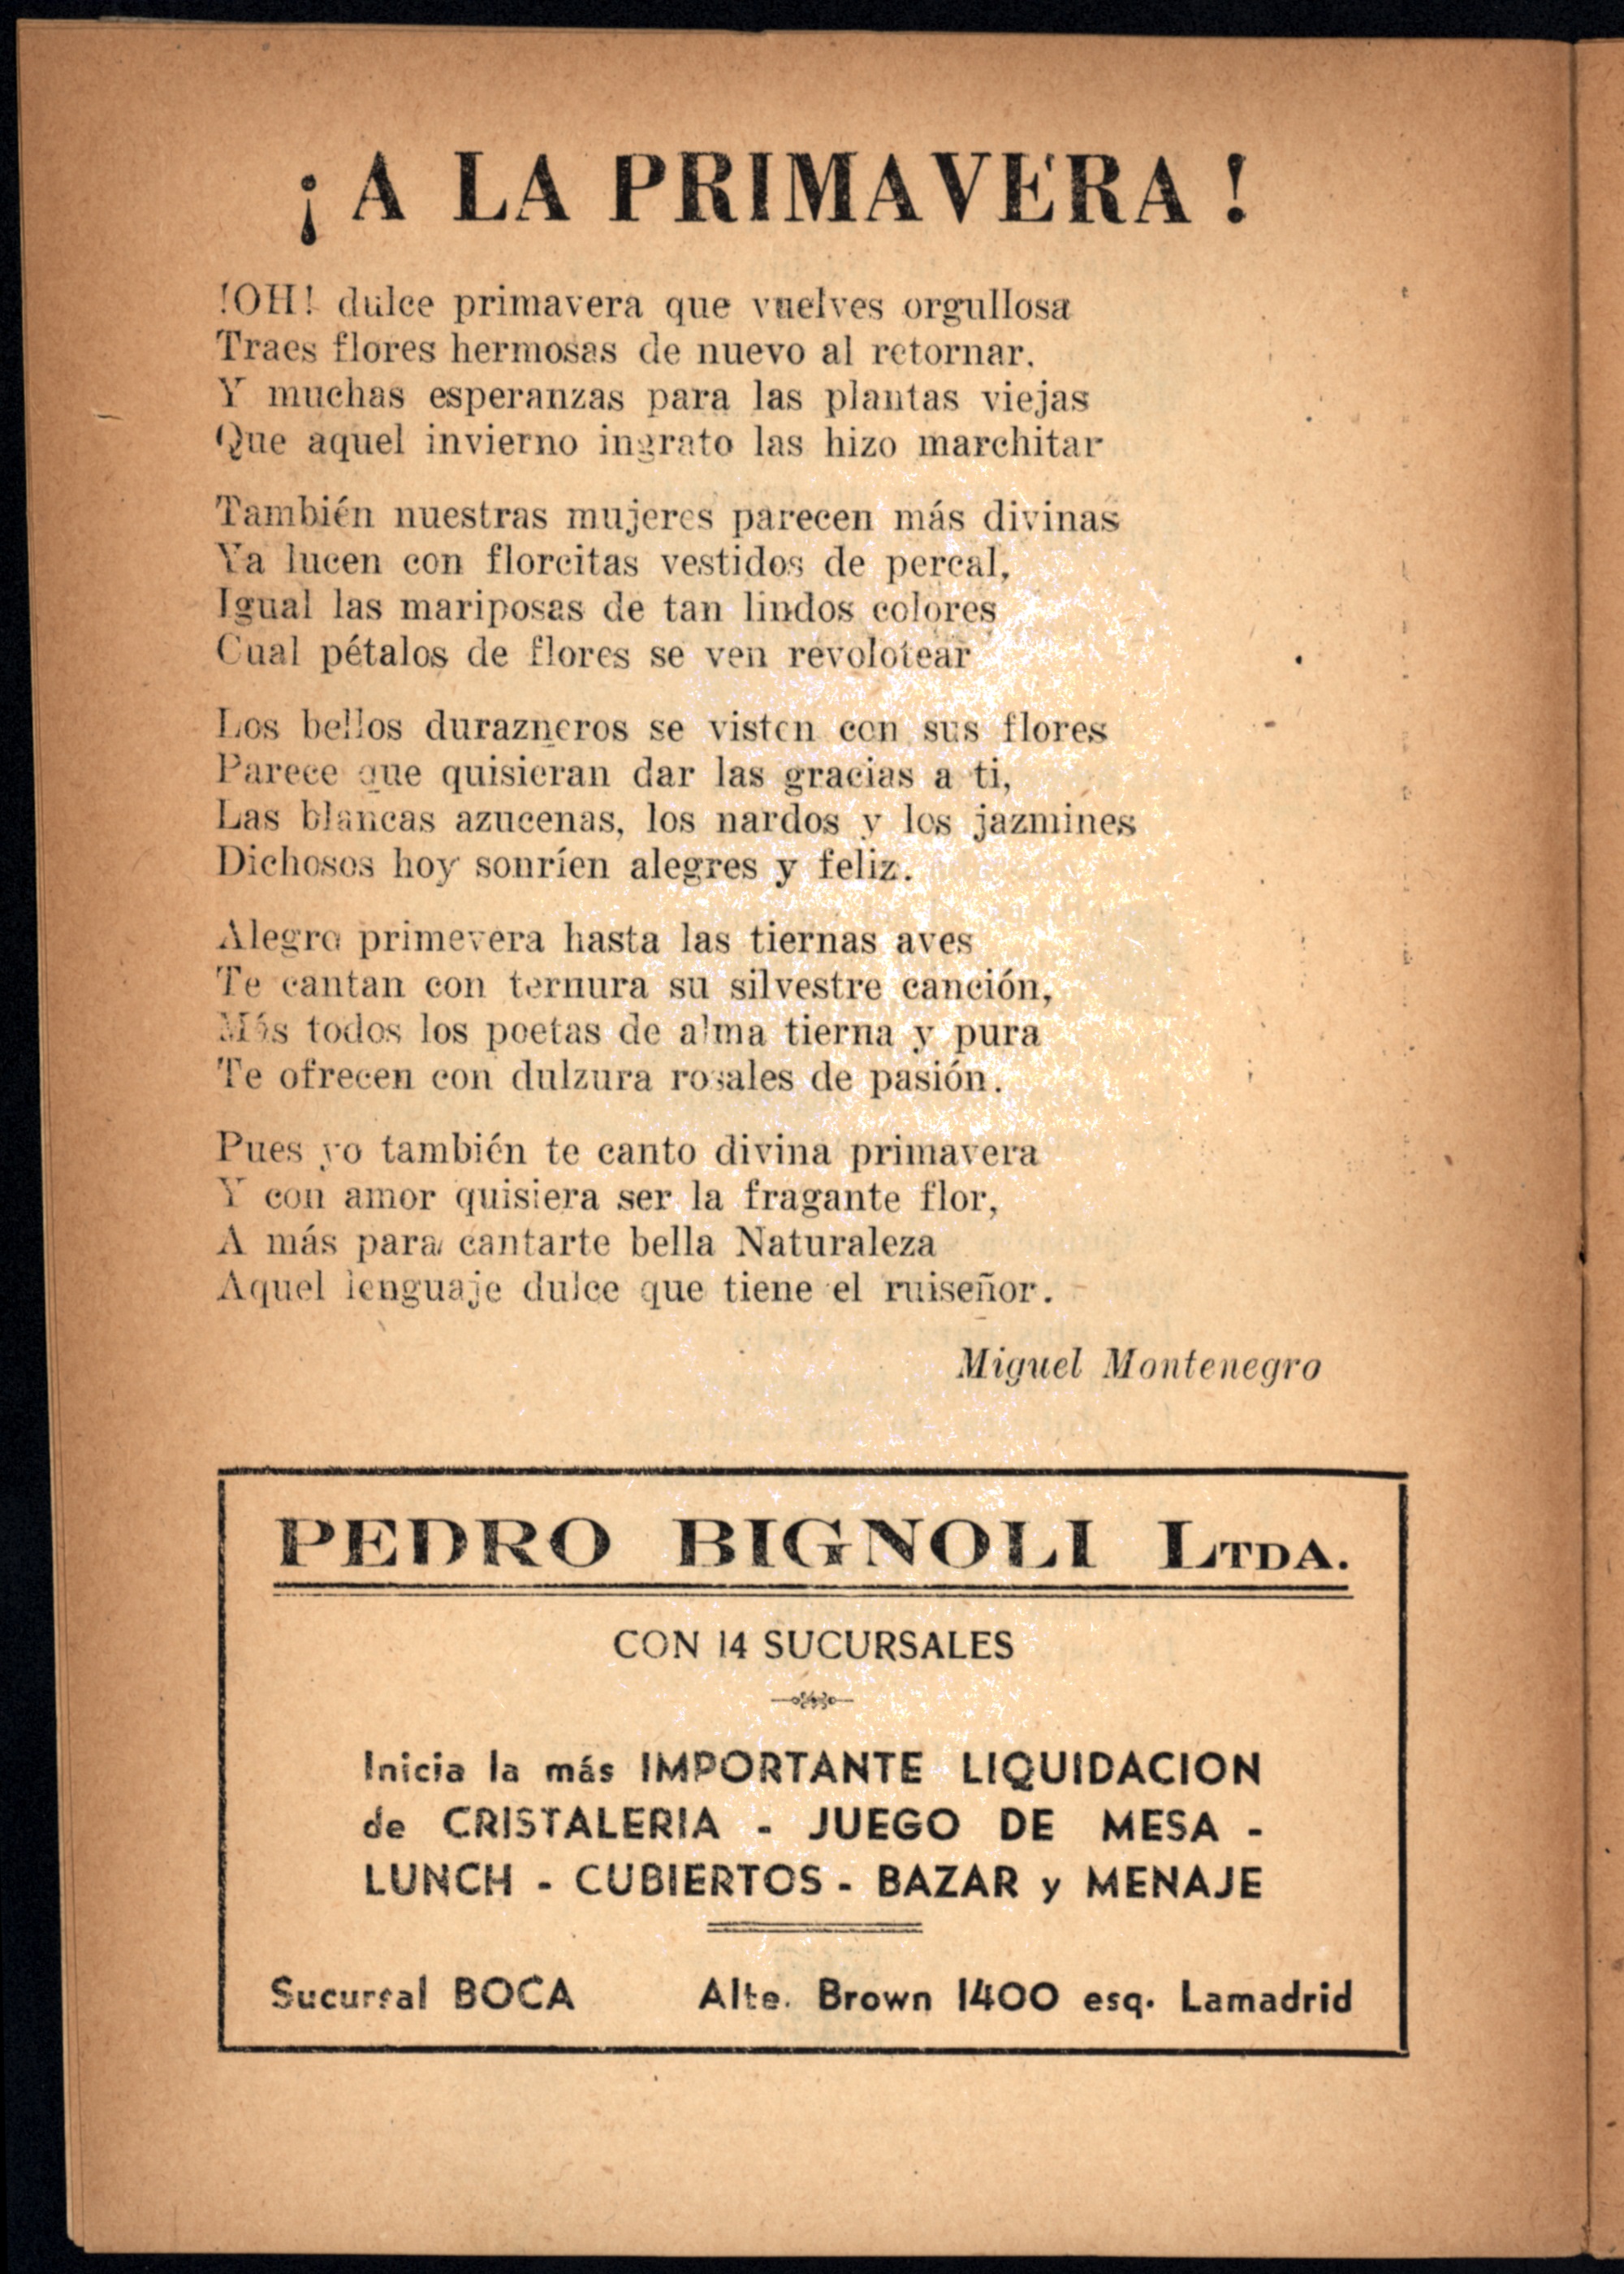 ¡A LA PRIMAVERA!
!OH! dulce primavera que vuelves orgullosa
Traes flores hermosas de nuevo al retornar.
Y muchas esperanzas para las plantas viejas
Que aquel invierno ingrato las hizo marchitar
También nuestras mujeres parecen más divinas
Ya lucen con florcitas vestidos de percal,
Igual las mariposas de tan lindos colores
Cual pétalos de flores se ven revolotear
Los bellos durazneros se visten con sus flores
Parece que quisieran dar las gracias a ti,
Las blancas azucenas, los nardos y los jazmines
Dichosos hoy sonríen alegres y feliz.
Alegre primevera hasta las tiernas aves
Te cantan con ternura su silvestre canción,
Más todos los poetas de alma tierna y pura
Te ofrecen con dulzura rosales de pasión.
Pues yo también te canto divina primavera
Y con amor quisiera ser la fragante flor,
A más para cantarte bella Naturaleza
Aquel lenguaje dulce que tiene el ruiseñor.
Miguel Montenegro
PEDRO BIGNOLI LTDA.
CON 14 SUCURSALES
Inicia la más IMPORTANTE LIQUIDACION
de CRISTALERIA - JUEGO DE MESA -
LUNCH - CUBIERTOS - BAZAR y MENAJE
Sucursal BOCA Alte. Brown 1400 esq. Lamadrid